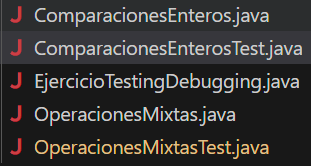 ComparacionesEnteros.java
ComparacionesEnterosTest.java
EjercicioTestingDebugging.java
OperacionesMixtas.java
OperacionesMixtasTest.java